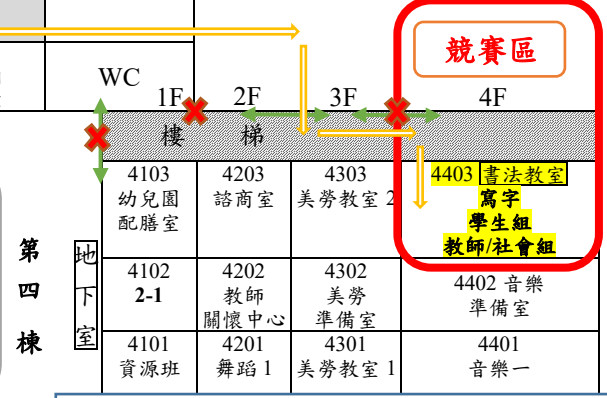 競賽區
WC
1F 2F 3F 4F
樓 梯
4103 4203 4303 4403 書法教室
幼兒園 諮商室 美勞教室 2 寫字
配膳室 學生組
教師/社會組
第四棟
地下室
4102 4202 4302 4402 音樂
2-1 教師 美勞 準備室
關懷中心 準備室
4101 4201 4301 4401
資源班 舞蹈 1 美勞教室 1 音樂一